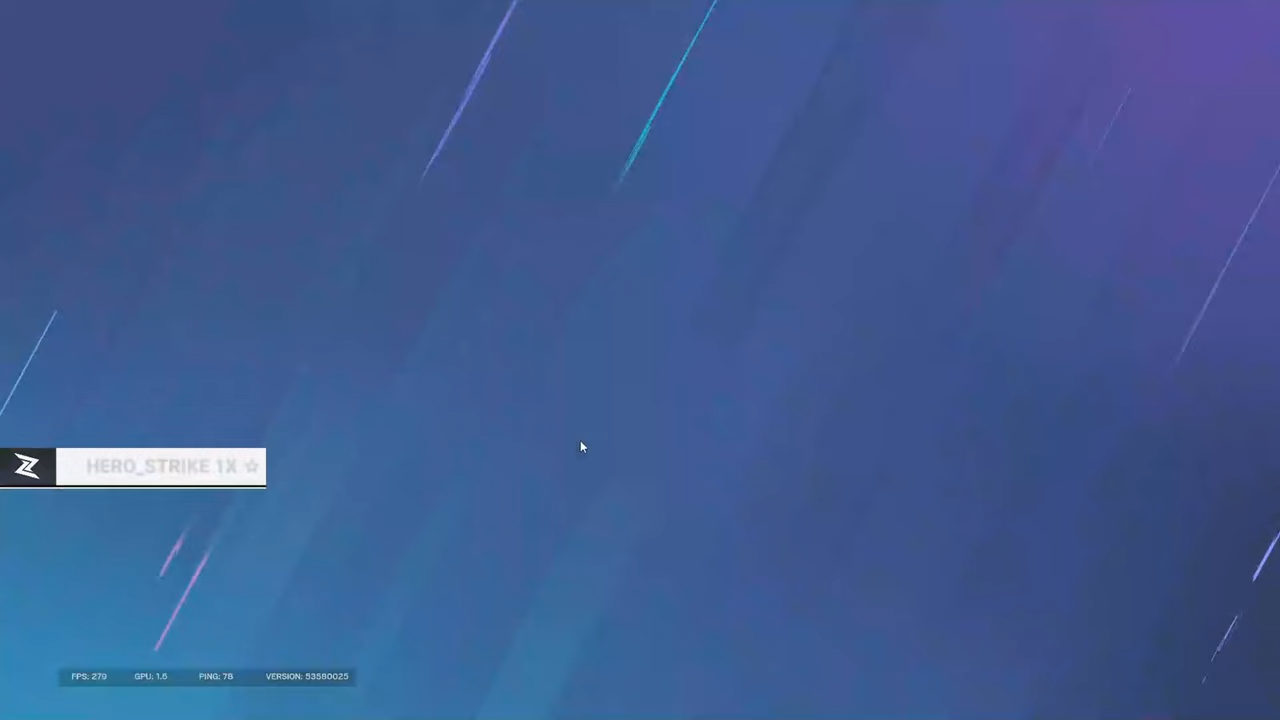 HERO_STRIKE 1X ☆
FPS: 279 GPU: 1.6 PING: 78 VERSION: 53580025